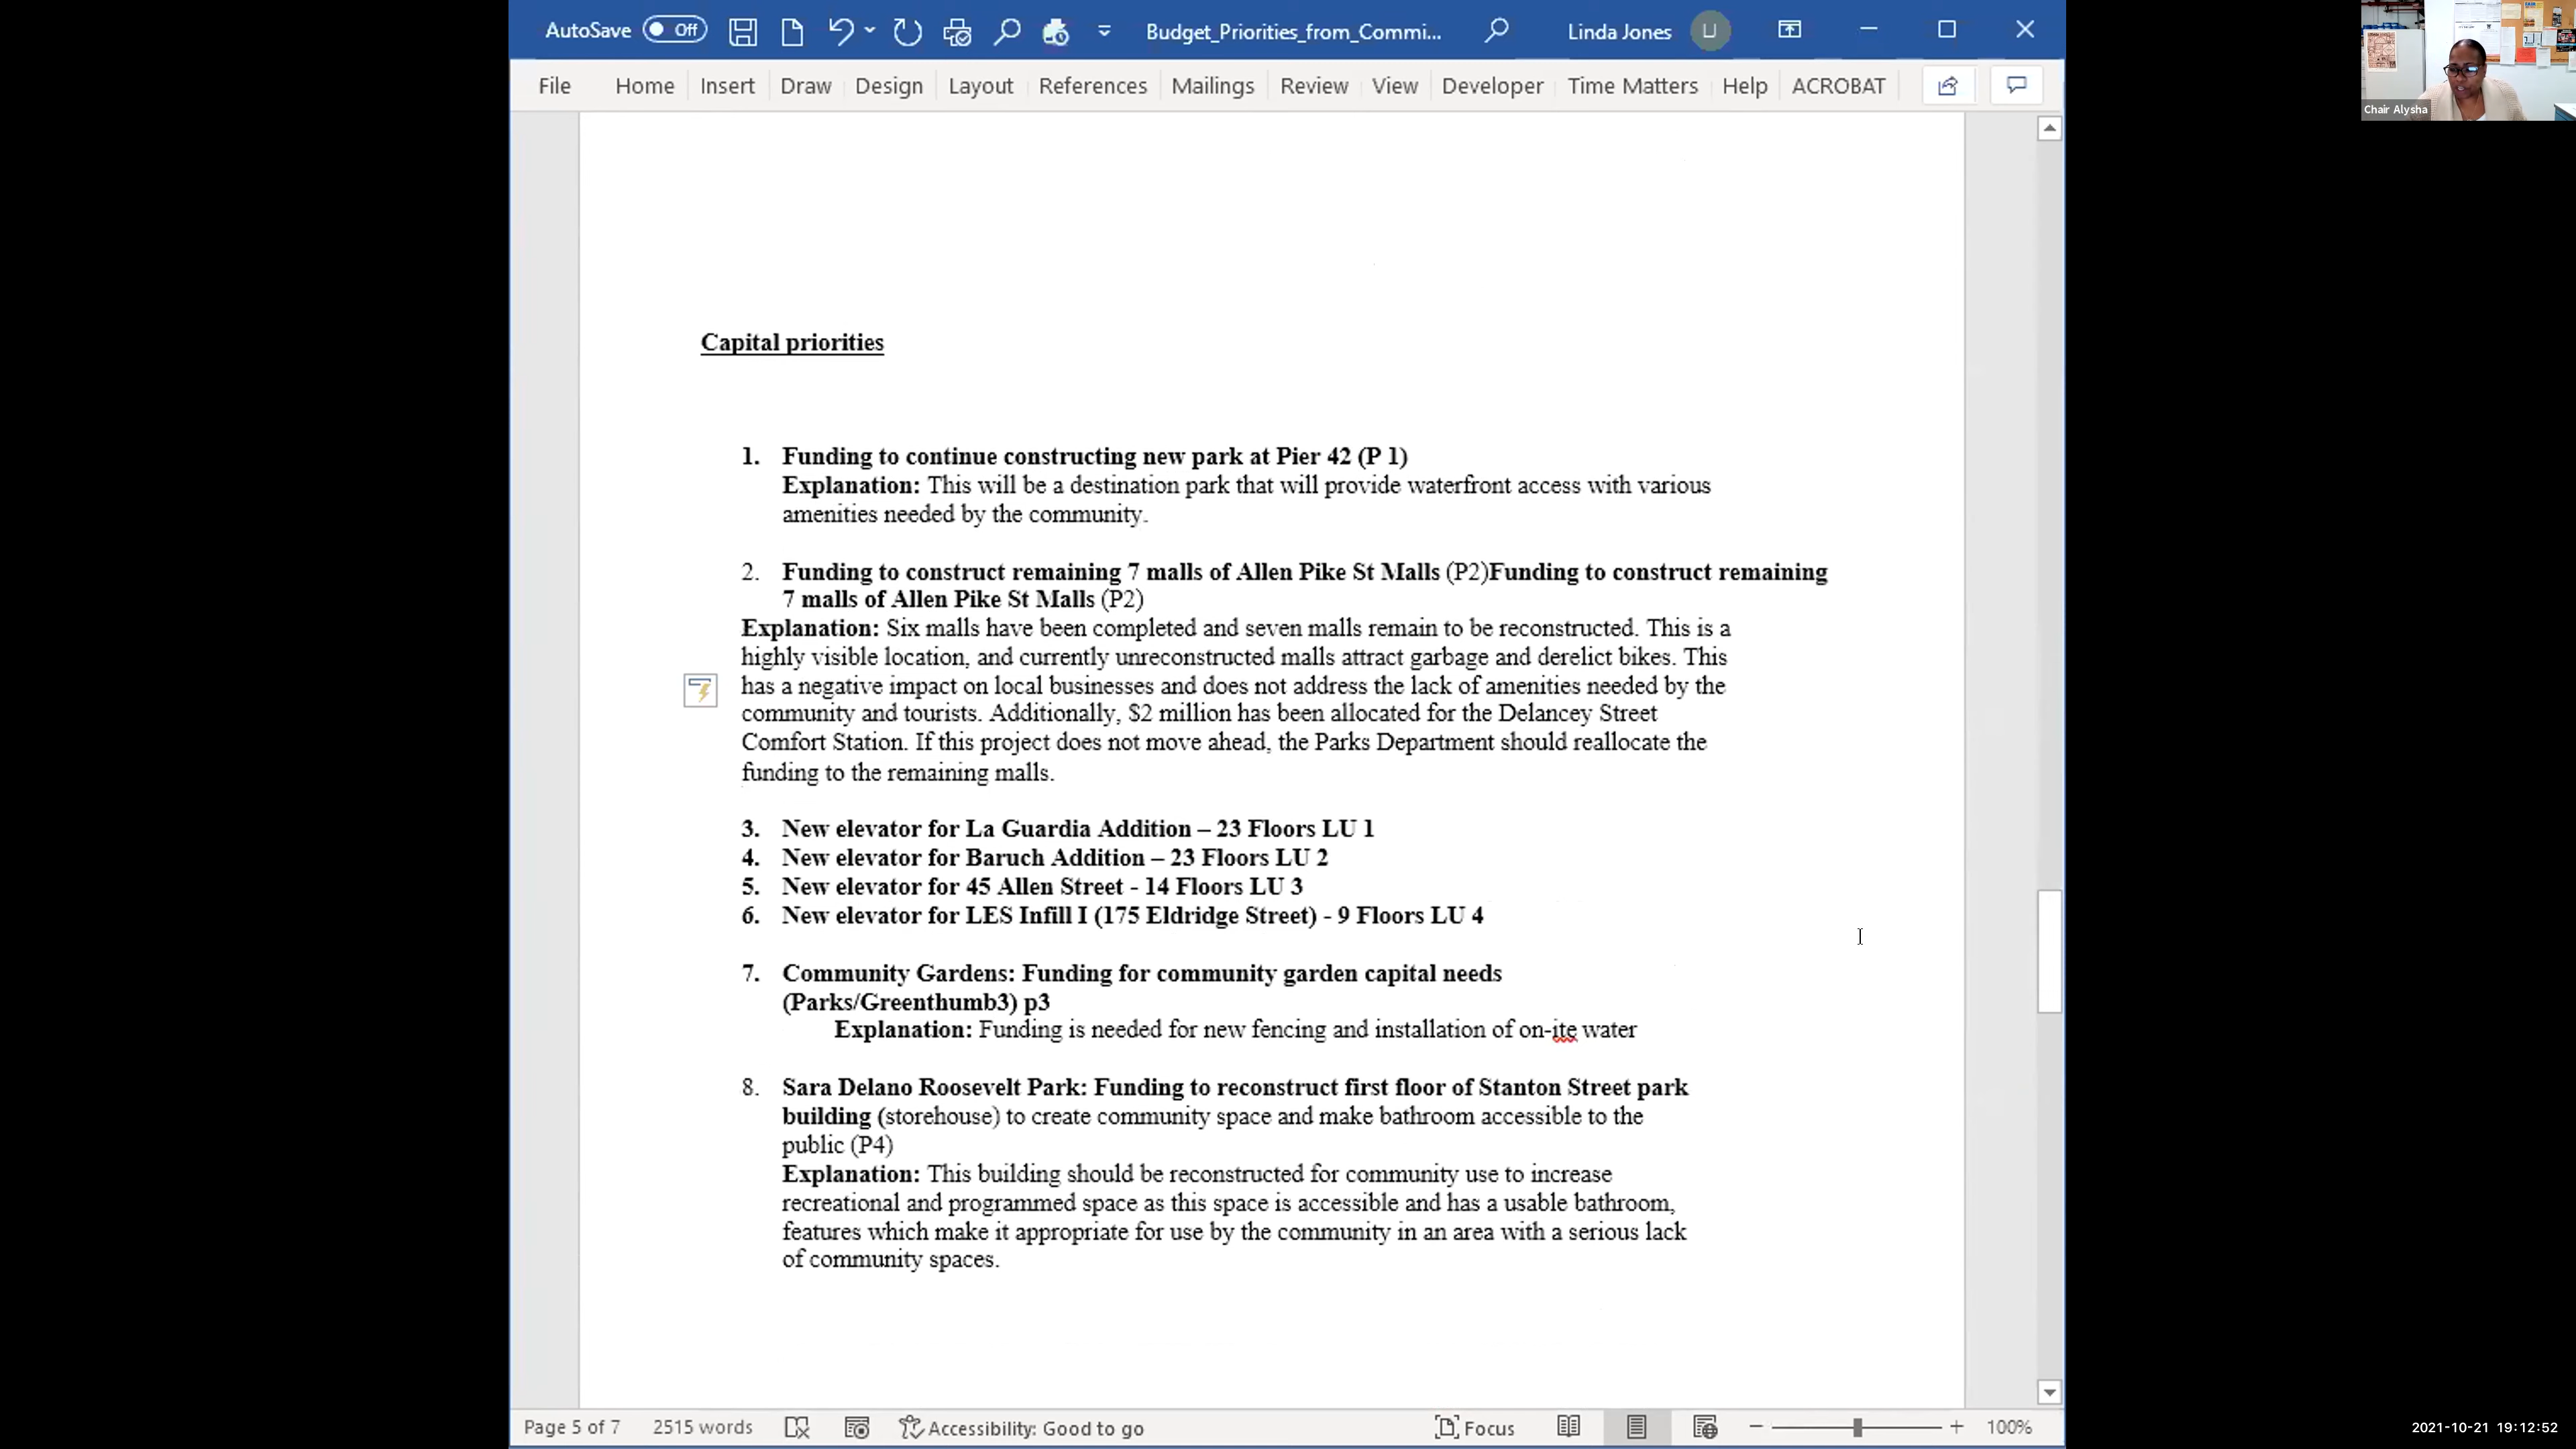 AutoSave Off Budget_Priorities_from_Commi... Linda Jones LJ
File Home Insert Draw Design Layout References Mailings Review View Developer Time Matters Help ACROBAT
Chair Alysha
Capital priorities
1. Funding to continue constructing new park at Pier 42 (P 1)
Explanation: This will be a destination park that will provide waterfront access with various
amenities needed by the community.
2. Funding to construct remaining 7 malls of Allen Pike St Malls (P2)Funding to construct remaining
7 malls of Allen Pike St Malls (P2)
Explanation: Six malls have been completed and seven malls remain to be reconstructed. This is a
highly visible location, and currently unreconstructed malls attract garbage and derelict bikes. This
has a negative impact on local businesses and does not address the lack of amenities needed by the
community and tourists. Additionally, $2 million has been allocated for the Delancey Street
Comfort Station. If this project does not move ahead, the Parks Department should reallocate the
funding to the remaining malls.
3. New elevator for La Guardia Addition – 23 Floors LU 1
4. New elevator for Baruch Addition – 23 Floors LU 2
5. New elevator for 45 Allen Street - 14 Floors LU 3
6. New elevator for LES Infill I (175 Eldridge Street) - 9 Floors LU 4
7. Community Gardens: Funding for community garden capital needs
(Parks/Greenthumb3) p3
Explanation: Funding is needed for new fencing and installation of on-ite water
8. Sara Delano Roosevelt Park: Funding to reconstruct first floor of Stanton Street park
building (storehouse) to create community space and make bathroom accessible to the
public (P4)
Explanation: This building should be reconstructed for community use to increase
recreational and programmed space as this space is accessible and has a usable bathroom,
features which make it appropriate for use by the community in an area with a serious lack
of community spaces.
Page 5 of 7 2515 words Accessibility: Good to go Focus 100%
2021-10-21 19:12:52